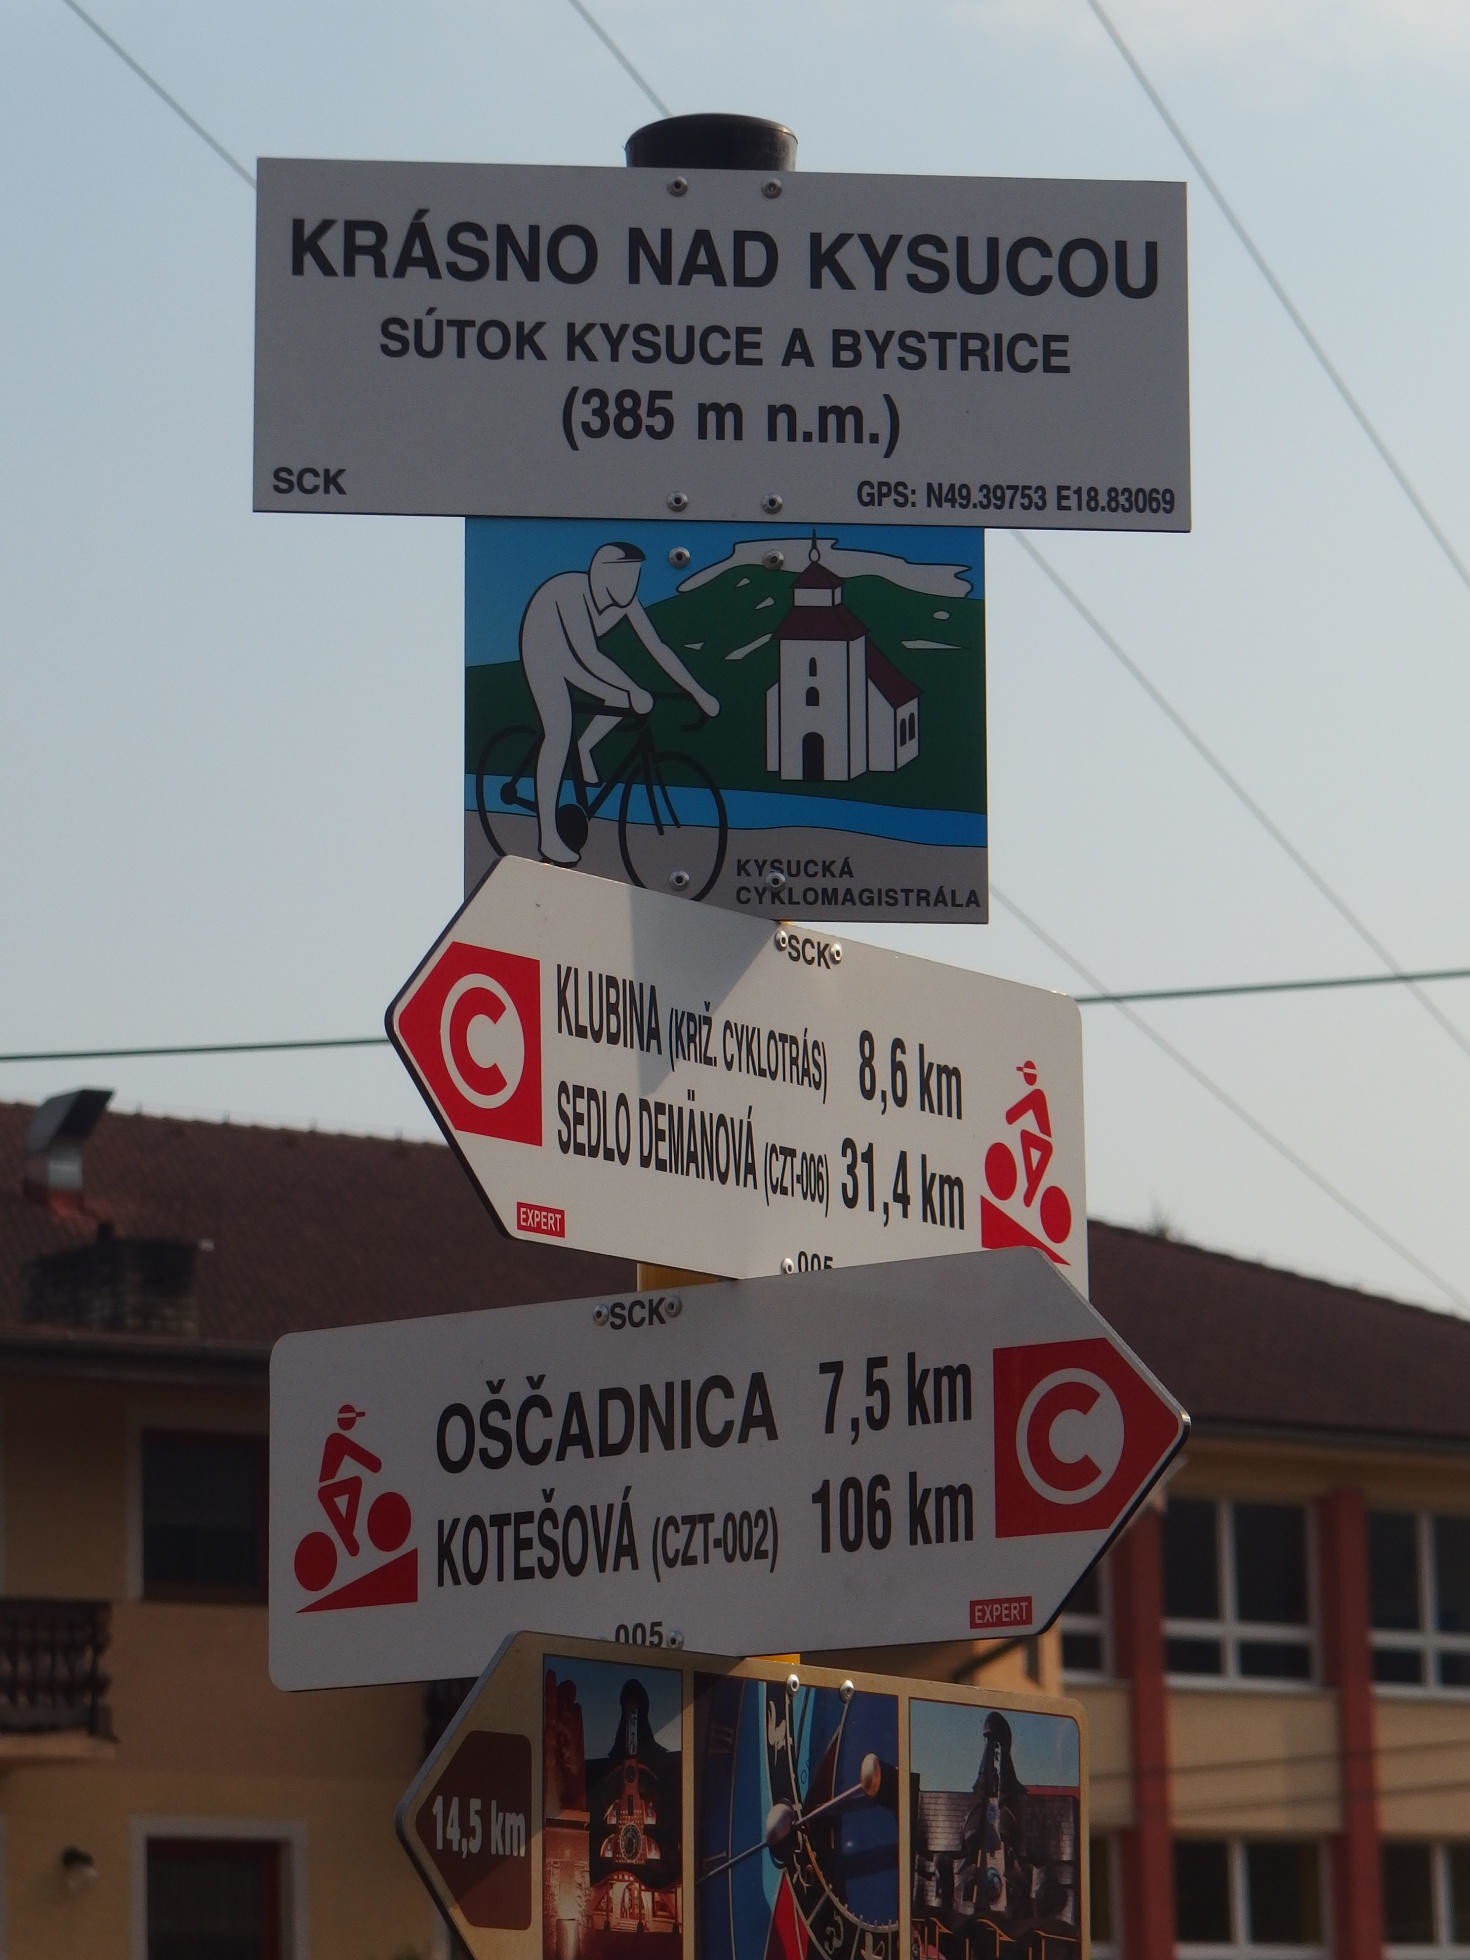 KRÁSNO NAD KYSUCOU
SÚTOK KYSUCE A BYSTRICE
(385 m n.m.)
SCK
GPS: N49.39753 E18.83069
KYSUCKÁ
CYKLOMAGISTRÁLA
SCK
C
KLUBINA (KRIŽ. CYKLOTRÁS) 8,6 km
SEDLO DEMÄNOVÁ (CZT-006) 31,4 km
EXPERT
005
SCK
OŠČADNICA 7,5 km
KOTEŠOVÁ (CZT-002) 106 km
C
EXPERT
005
14,5 km